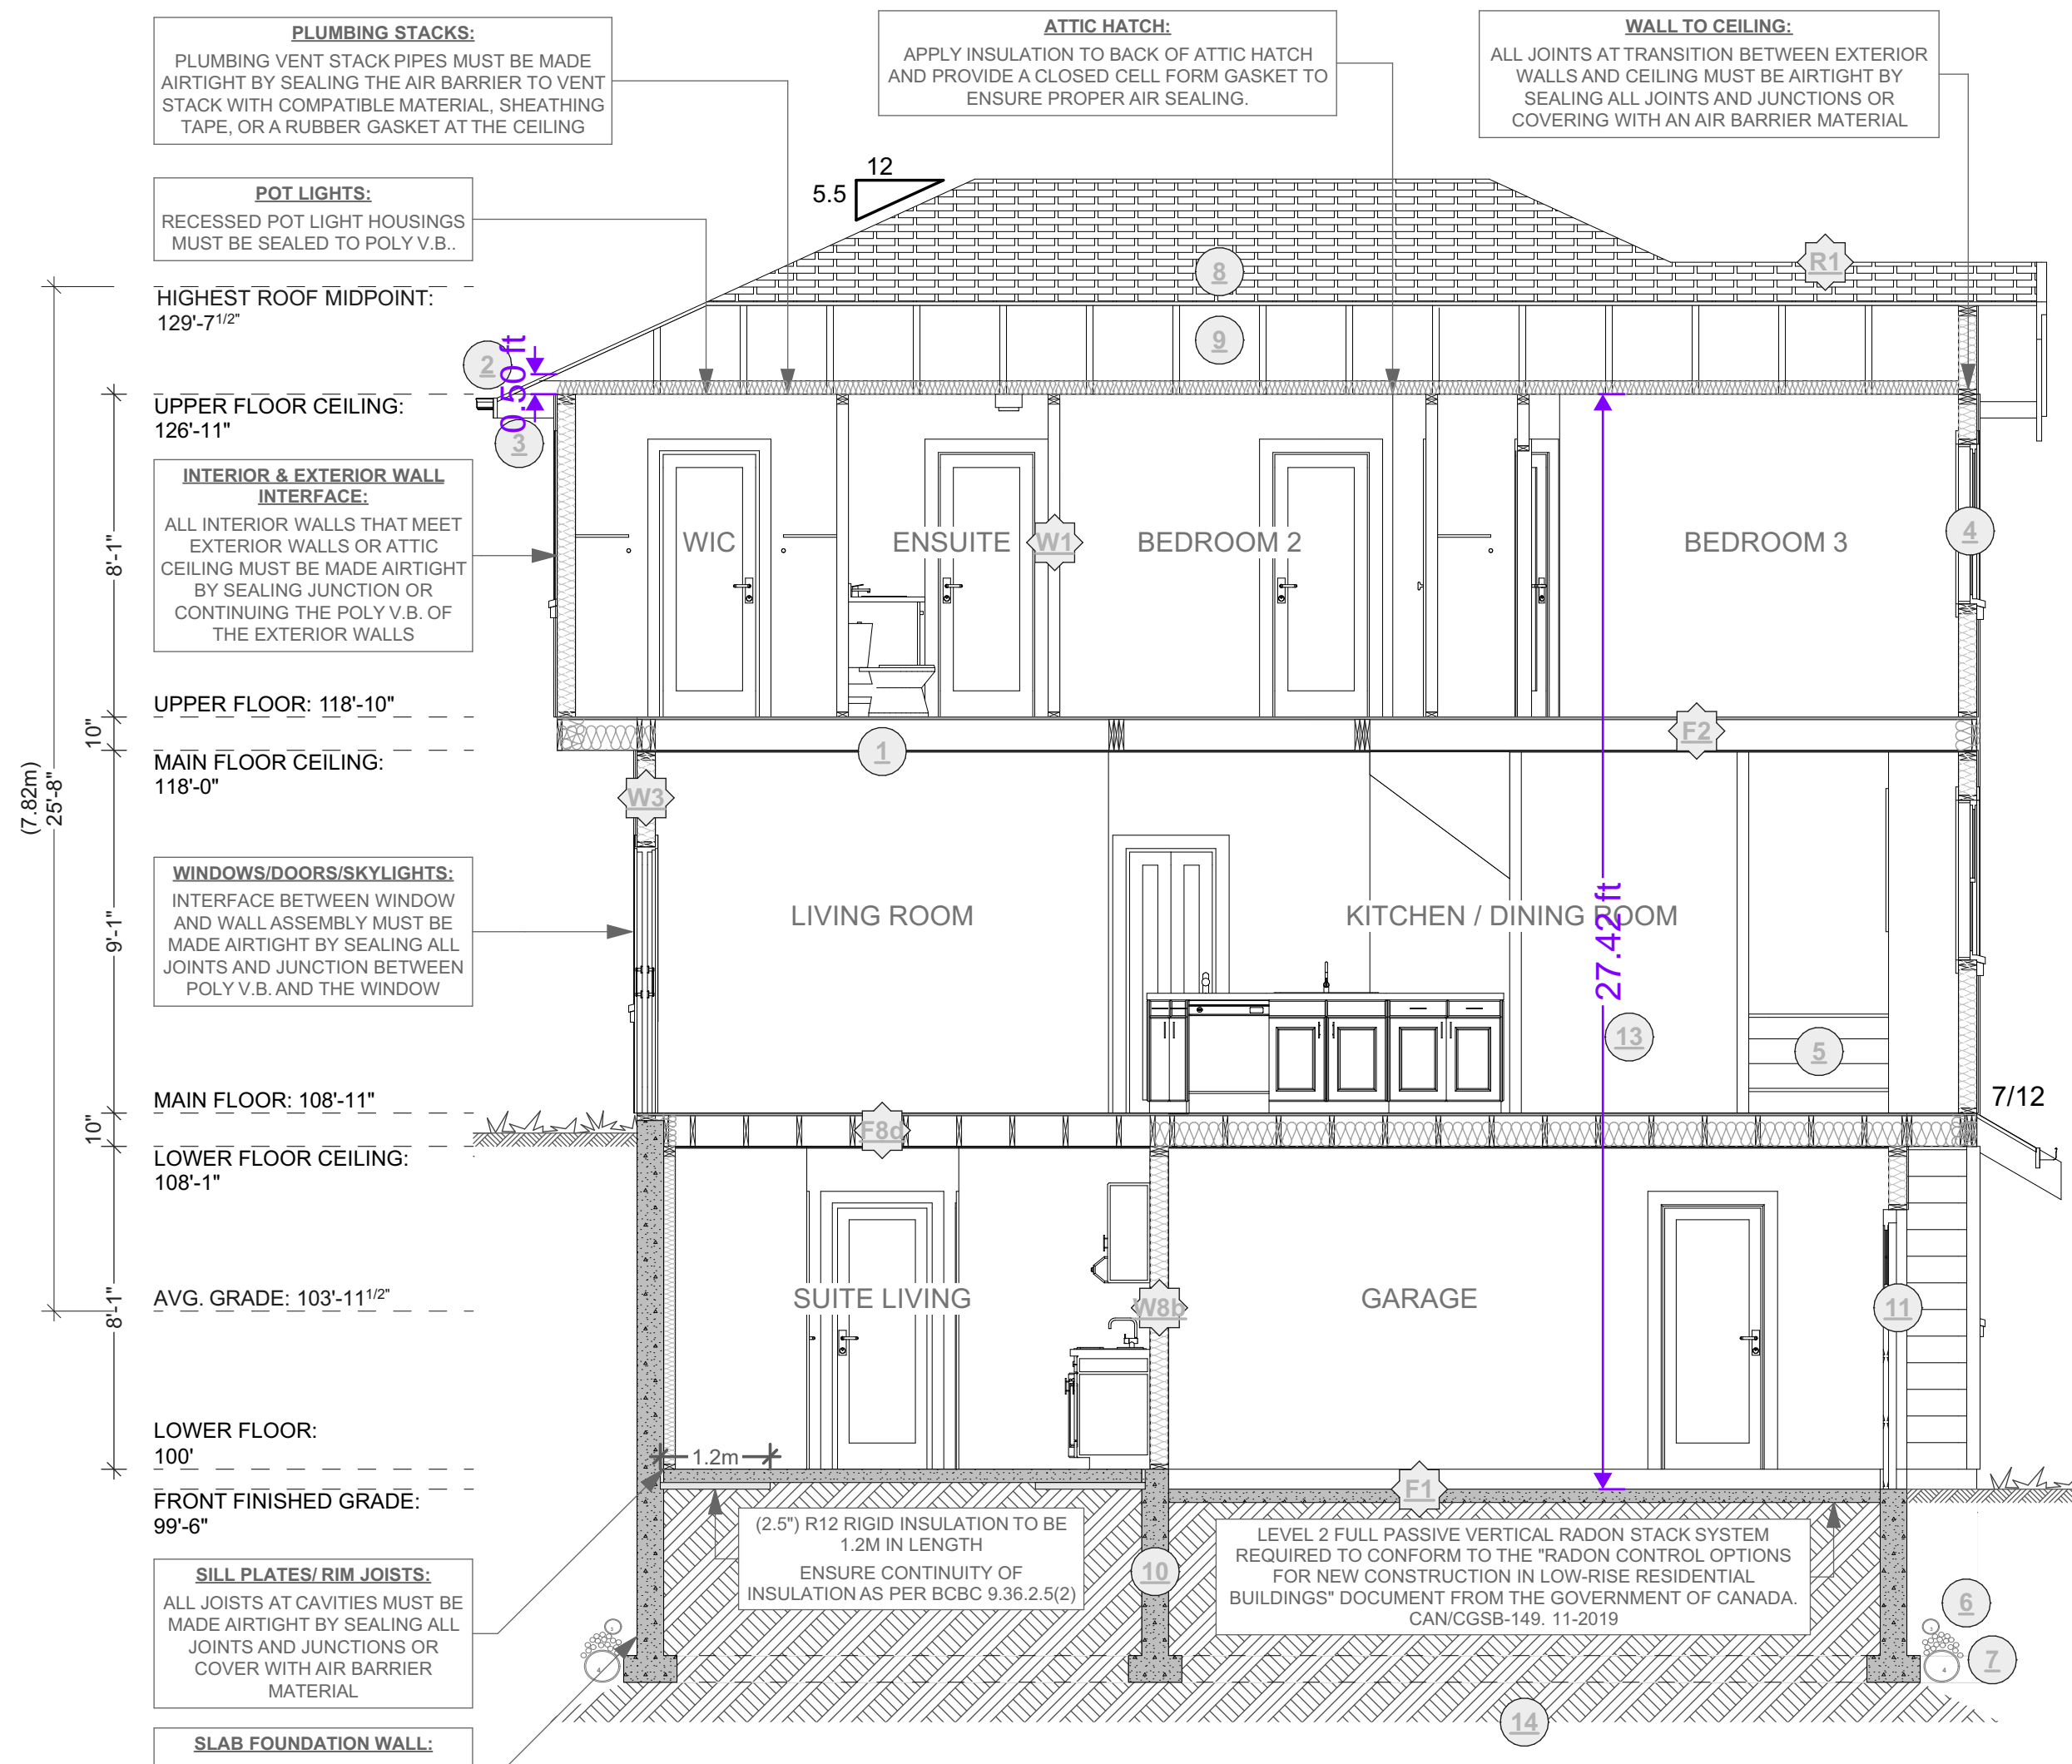 PLUMBING STACKS:
PLUMBING VENT STACK PIPES MUST BE MADE
AIRTIGHT BY SEALING THE AIR BARRIER TO VENT
STACK WITH COMPATIBLE MATERIAL, SHEATHING
TAPE, OR A RUBBER GASKET AT THE CEILING
ATTIC HATCH:
APPLY INSULATION TO BACK OF ATTIC HATCH
AND PROVIDE A CLOSED CELL FORM GASKET TO
ENSURE PROPER AIR SEALING.
WALL TO CEILING:
ALL JOINTS AT TRANSITION BETWEEN EXTERIOR
WALLS AND CEILING MUST BE AIRTIGHT BY
SEALING ALL JOINTS AND JUNCTIONS OR
COVERING WITH AN AIR BARRIER MATERIAL
12
5.5
POT LIGHTS:
RECESSED POT LIGHT HOUSINGS
MUST BE SEALED TO POLY V.B..
8
R1
HIGHEST ROOF MIDPOINT:
129'-7 1/2"
9
2
0.50 ft
UPPER FLOOR CEILING:
126'-11"
3
INTERIOR & EXTERIOR WALL
INTERFACE:
ALL INTERIOR WALLS THAT MEET
EXTERIOR WALLS OR ATTIC
CEILING MUST BE MADE AIRTIGHT
BY SEALING JUNCTION OR
CONTINUING THE POLY V.B. OF
THE EXTERIOR WALLS
8'-1"
WIC
ENSUITE
W1
BEDROOM 2
BEDROOM 3
4
UPPER FLOOR: 118'-10"
10"
1
F2
MAIN FLOOR CEILING:
118'-0"
(7.82m)
25'-8"
W3
WINDOWS/DOORS/SKYLIGHTS:
INTERFACE BETWEEN WINDOW
AND WALL ASSEMBLY MUST BE
MADE AIRTIGHT BY SEALING ALL
JOINTS AND JUNCTION BETWEEN
POLY V.B. AND THE WINDOW
9'-1"
LIVING ROOM
KITCHEN / DINING ROOM
27.42 ft
13
5
MAIN FLOOR: 108'-11"
7/12
10"
F8d
LOWER FLOOR CEILING:
108'-1"
8'-1"
AVG. GRADE: 103'-11 1/2"
SUITE LIVING
W8b
GARAGE
11
LOWER FLOOR:
100'
1.2m
FRONT FINISHED GRADE:
99'-6"
F1
(2.5") R12 RIGID INSULATION TO BE
1.2M IN LENGTH
ENSURE CONTINUITY OF
INSULATION AS PER BCBC 9.36.2.5(2)
10
LEVEL 2 FULL PASSIVE VERTICAL RADON STACK SYSTEM
REQUIRED TO CONFORM TO THE "RADON CONTROL OPTIONS
FOR NEW CONSTRUCTION IN LOW-RISE RESIDENTIAL
BUILDINGS" DOCUMENT FROM THE GOVERNMENT OF CANADA.
CAN/CGSB-149. 11-2019
SILL PLATES/ RIM JOISTS:
ALL JOISTS AT CAVITIES MUST BE
MADE AIRTIGHT BY SEALING ALL
JOINTS AND JUNCTIONS OR
COVER WITH AIR BARRIER
MATERIAL
6
7
4
4
14
SLAB FOUNDATION WALL: